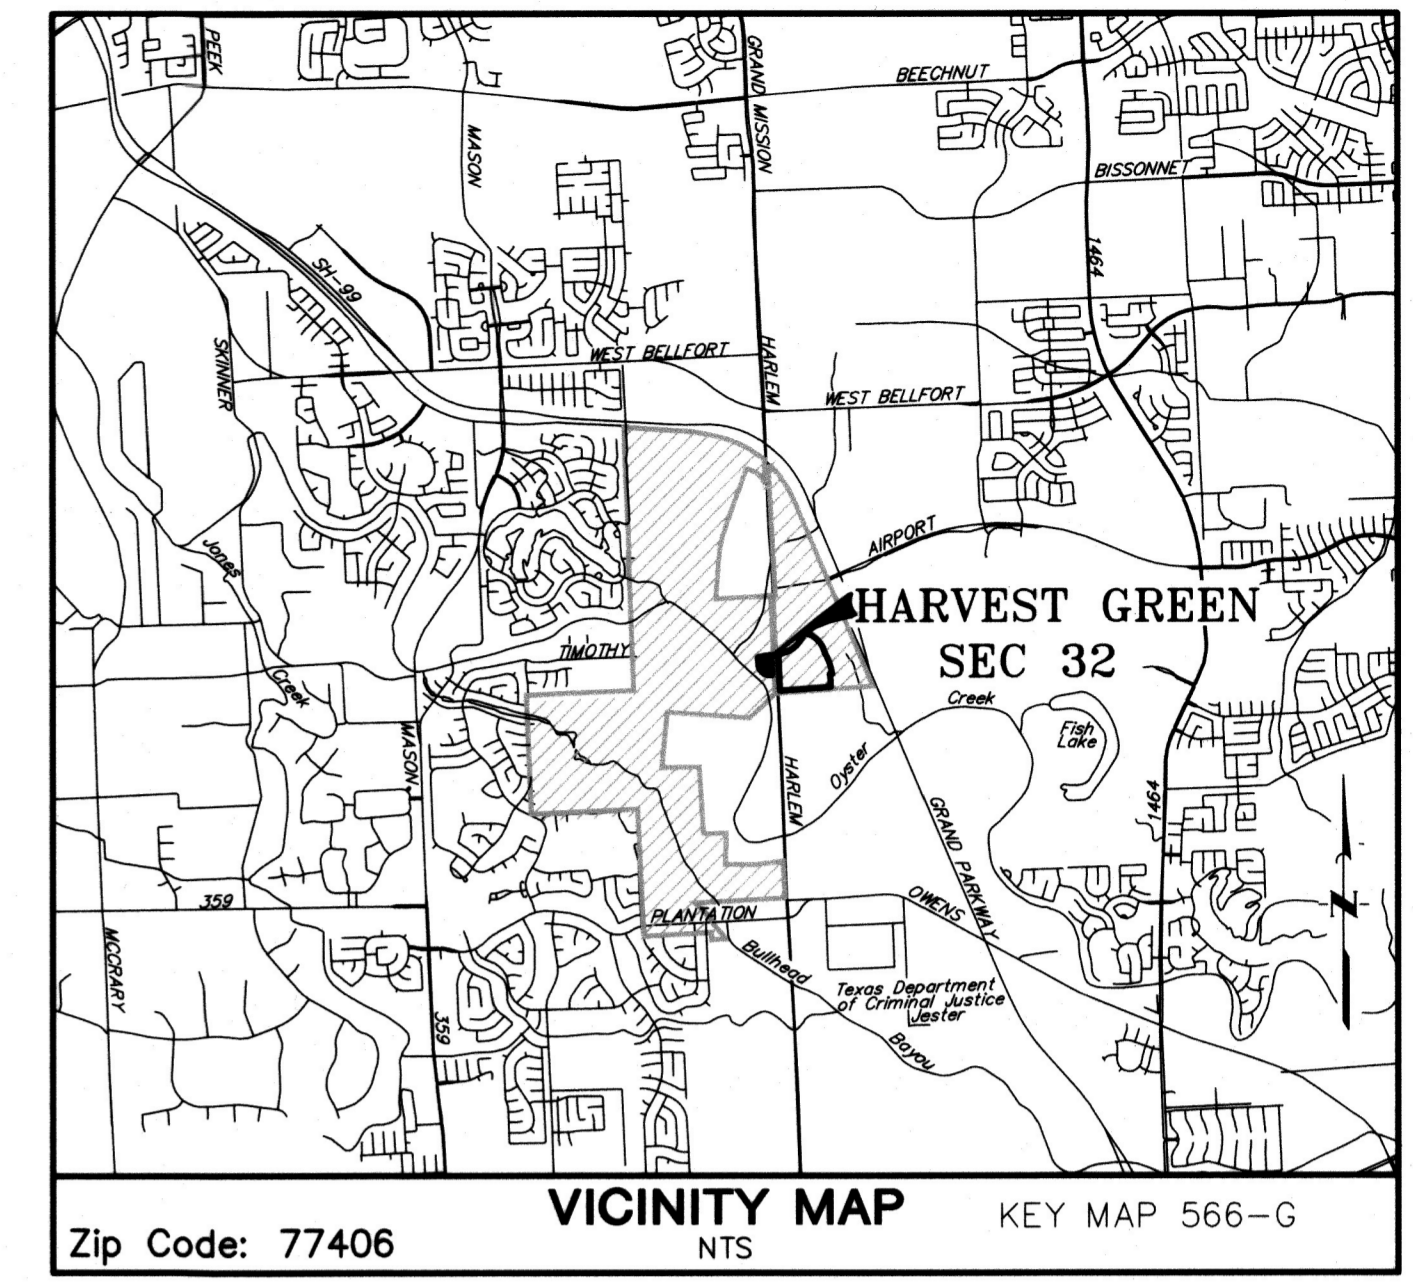 PEEK
GRAND MISSION
BEECHNUT
MASON
BISSONNET
1464
SH-99
SKINNER
WEST BELLFORT
HARLEM
WEST BELLFORT
AIRPORT
Jones
Creek
TIMOTHY
HARVEST GREEN
SEC 32
Creek
Fish
Lake
Oyster
MASON
HARLEM
GRAND PARKWAY
1464
359
PLANTATION
OWENS
MCCRARY
359
Bullhead
Texas Department
of Criminal Justice
Jester
Bayou
N
VICINITY MAP
KEY MAP 566-G
Zip Code: 77406
NTS